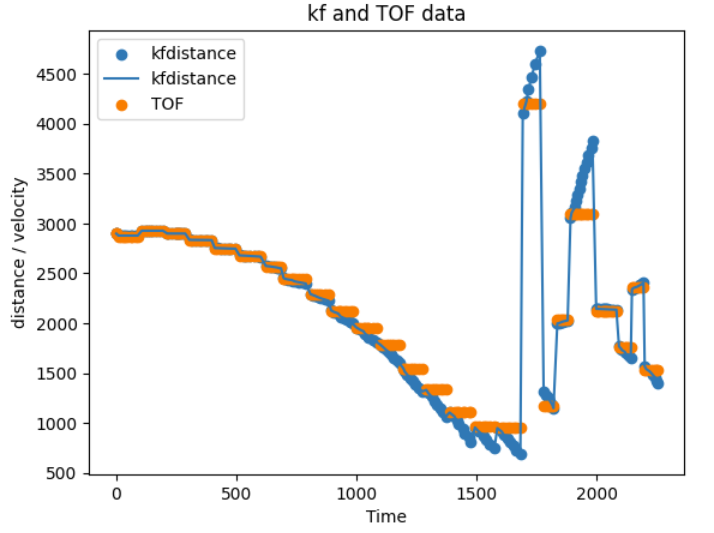 kf and TOF data
kfdistance
kfdistance
TOF
4500
4000
3500
3000
2500
2000
1500
1000
500
distance / velocity
0 500 1000 1500 2000
Time